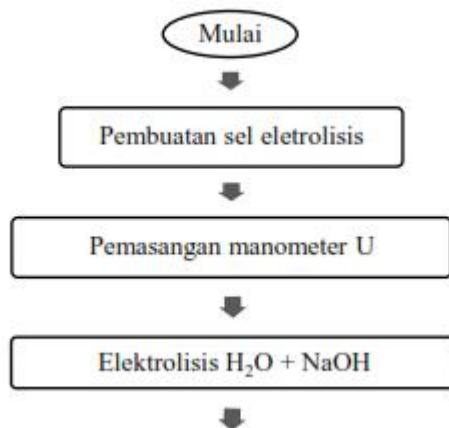 Mulai
Pembuatan sel eletrolisis
Pemasangan manometer U
Elektrolisis H₂O + NaOH